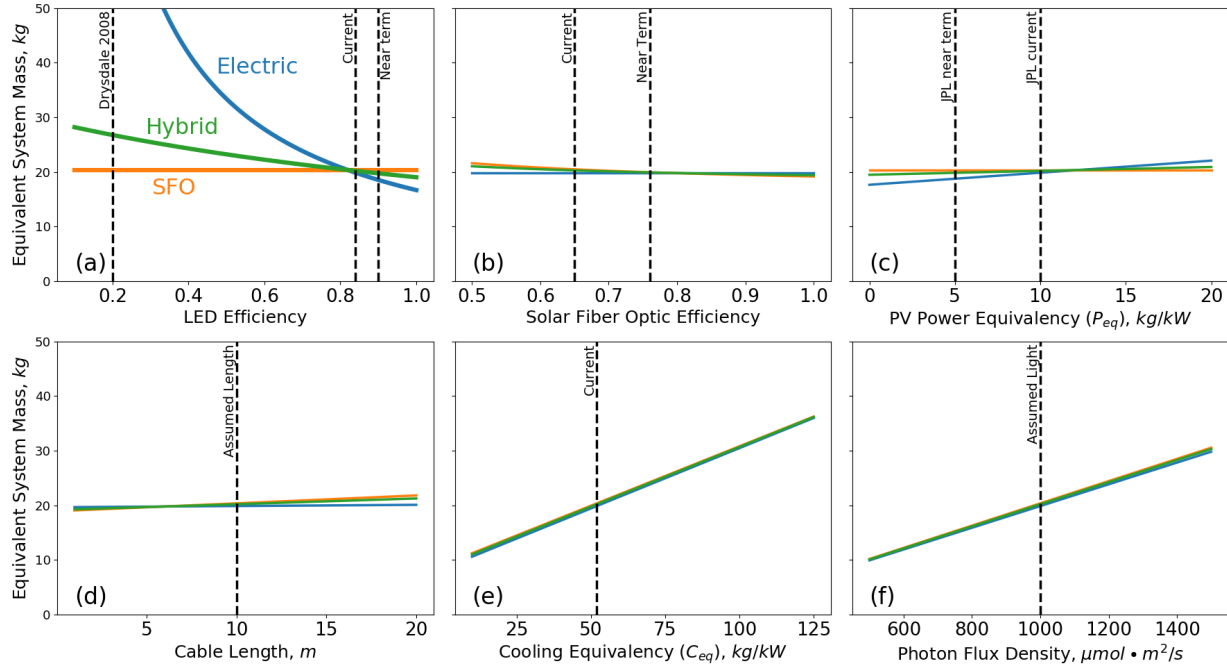 Equivalent System Mass, kg
50
40
30
20
10
0
Drysdale 2008
Current
Near term
Electric
Hybrid
SFO
(a)
0.2 0.4 0.6 0.8 1.0
LED Efficiency
Current
Near Term
(b)
0.5 0.6 0.7 0.8 0.9 1.0
Solar Fiber Optic Efficiency
JPL near term
JPL current
(c)
0 5 10 15 20
PV Power Equivalency (P_eq), kg/kW
Equivalent System Mass, kg
50
40
30
20
10
0
Assumed Length
(d)
5 10 15 20
Cable Length, m
Current
(e)
25 50 75 100 125
Cooling Equivalency (C_eq), kg/kW
Assumed Light
(f)
600 800 1000 1200 1400
Photon Flux Density, μmol • m²/s